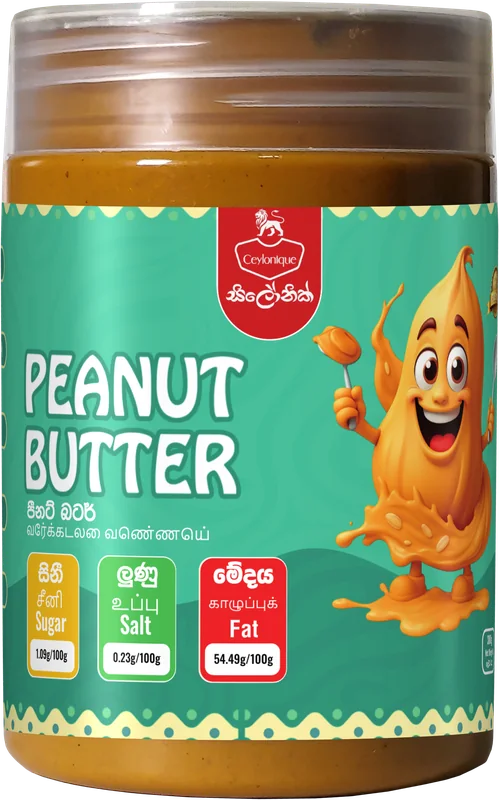 Ceylonique
සිලෝනික්
PEANUT
BUTTER
පීනට් බටර්
வேர்க்கடலை வெண்ணெய்
සීනි
சீனி
Sugar
1.09g/100g
ලුණු
உப்பு
Salt
0.23g/100g
මේදය
காழுப்புக்
Fat
54.49g/100g